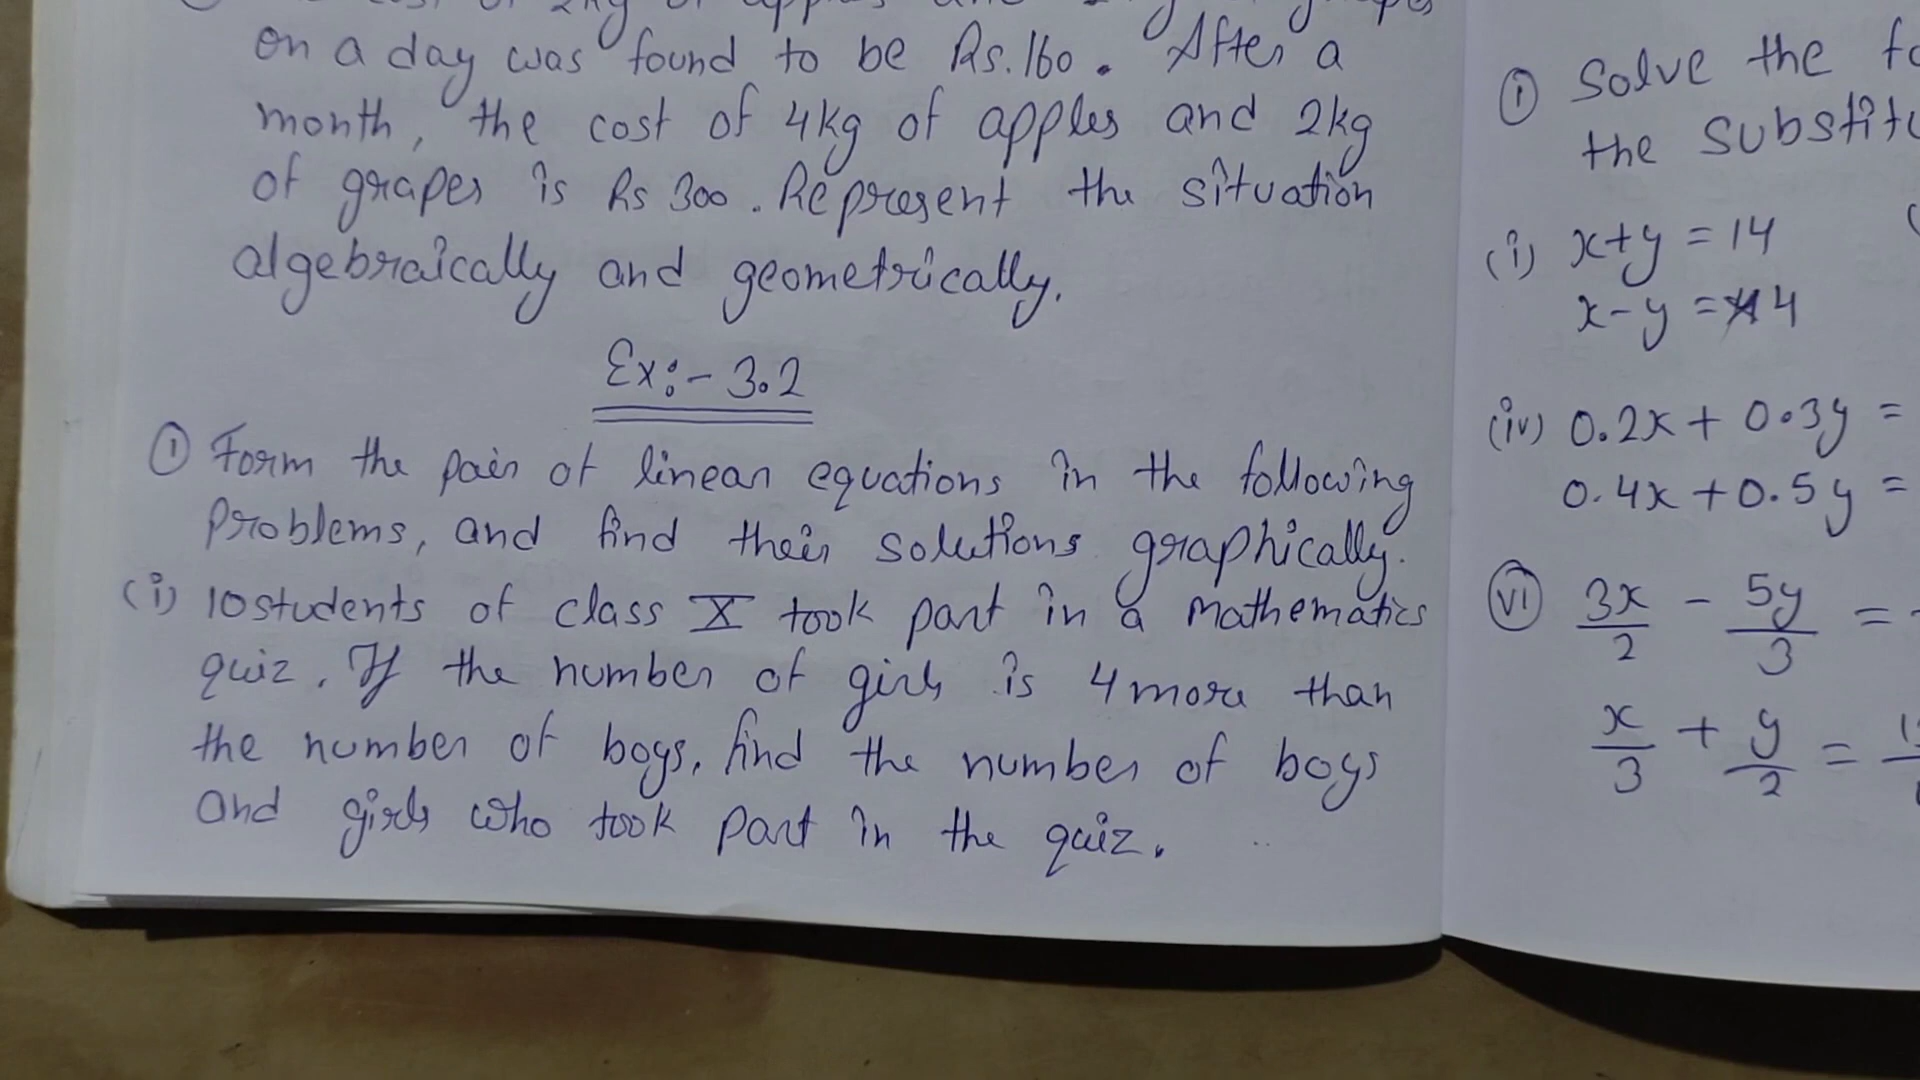 on a day was found to be Rs.160. After a
month, the cost of 4kg of apples and 2kg
of grapes is Rs 300. Represent the situation
algebraically and geometrically.
Ex:- 3.2
① Form the pair of linear equations in the following
problems, and find their solutions graphically.
(i) 10 students of class X took part in a mathematics
quiz. If the number of girls is 4 more than
the number of boys, find the number of boys
and girls who took part in the quiz.
① Solve the
the
(i) x+y = 14
x-y = 4
(iv) 0.2x + 0.3y =
0.4x + 0.5y =
(vi) 3x/2 - 5y/3 =
x/3 + y/2 =